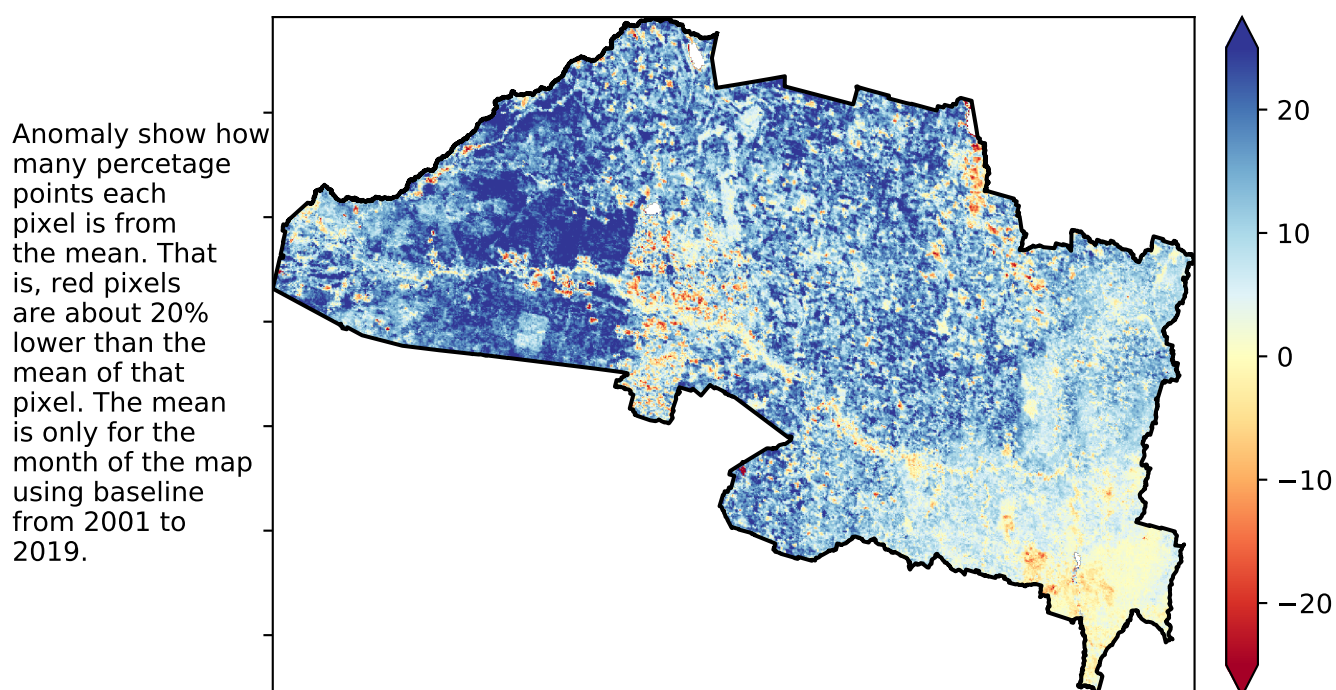 Anomaly show how
many percetage
points each
pixel is from
the mean. That
is, red pixels
are about 20%
lower than the
mean of that
pixel. The mean
is only for the
month of the map
using baseline
from 2001 to
2019.
20
10
0
−10
−20